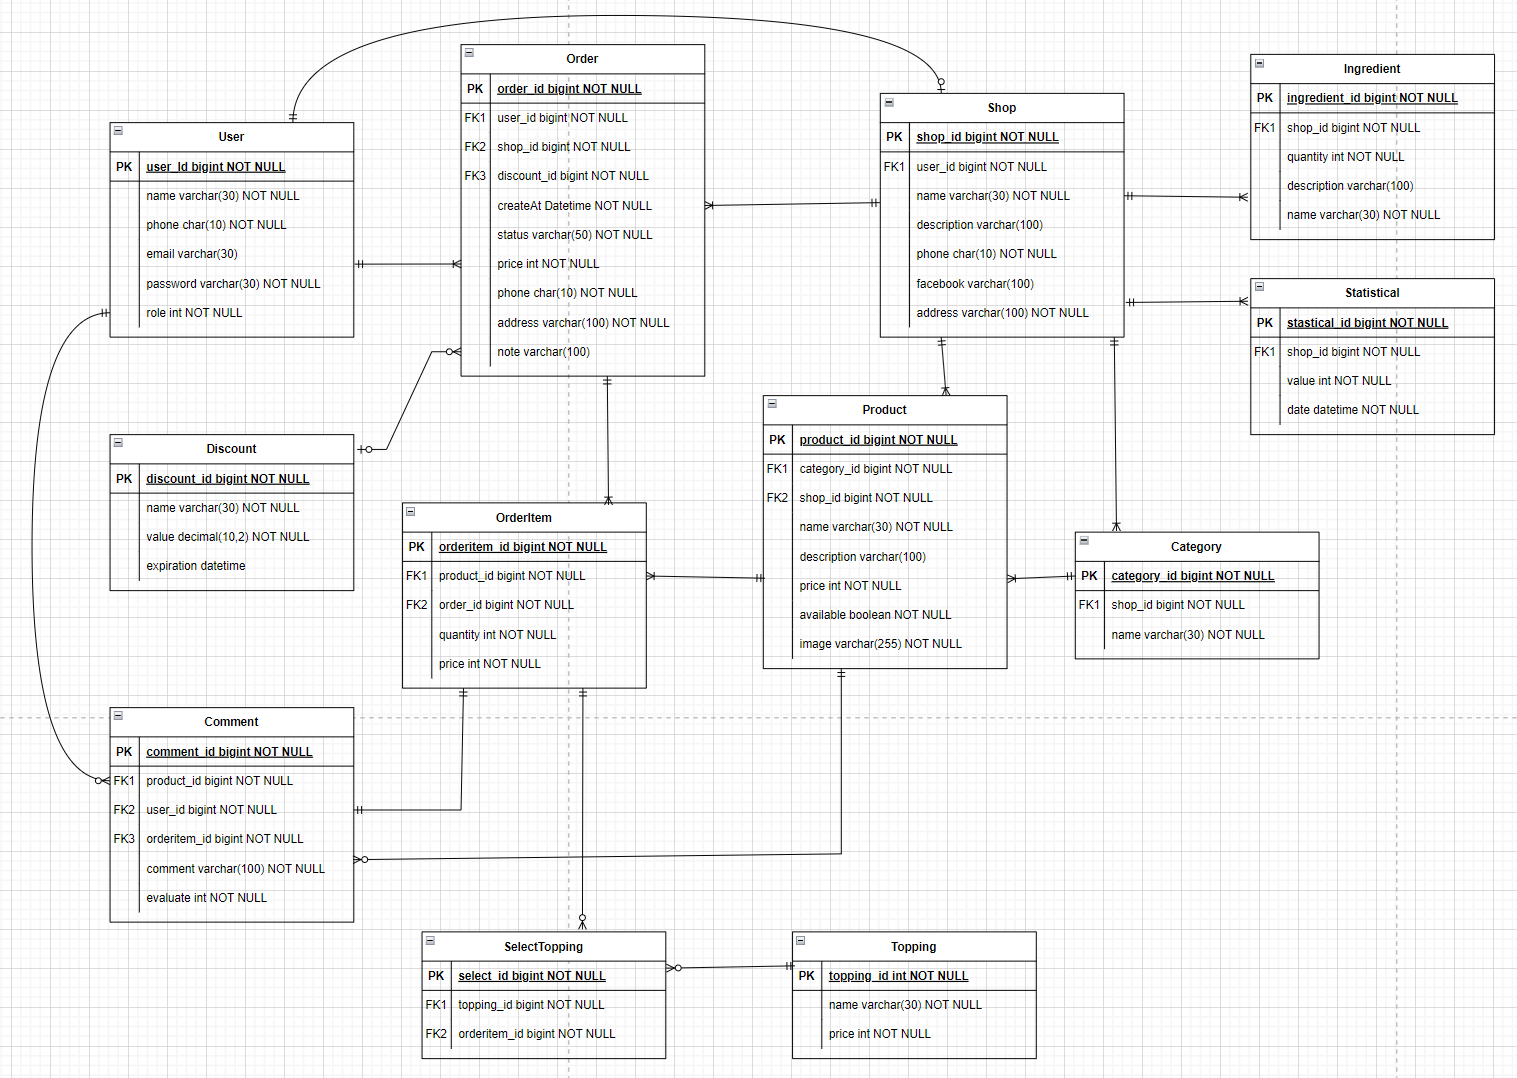 Order
PK order_id bigint NOT NULL
FK1 user_id bigint NOT NULL
FK2 shop_id bigint NOT NULL
FK3 discount_id bigint NOT NULL
createAt Datetime NOT NULL
status varchar(50) NOT NULL
price int NOT NULL
phone char(10) NOT NULL
address varchar(100) NOT NULL
note varchar(100)
Ingredient
PK ingredient_id bigint NOT NULL
FK1 shop_id bigint NOT NULL
quantity int NOT NULL
description varchar(100)
name varchar(30) NOT NULL
Shop
PK shop_id bigint NOT NULL
FK1 user_id bigint NOT NULL
name varchar(30) NOT NULL
description varchar(100)
phone char(10) NOT NULL
facebook varchar(100)
address varchar(100) NOT NULL
User
PK user_Id bigint NOT NULL
name varchar(30) NOT NULL
phone char(10) NOT NULL
email varchar(30)
password varchar(30) NOT NULL
role int NOT NULL
Statistical
PK stastical_id bigint NOT NULL
FK1 shop_id bigint NOT NULL
value int NOT NULL
date datetime NOT NULL
Product
PK product_id bigint NOT NULL
FK1 category_id bigint NOT NULL
FK2 shop_id bigint NOT NULL
name varchar(30) NOT NULL
description varchar(100)
price int NOT NULL
available boolean NOT NULL
image varchar(255) NOT NULL
Discount
PK discount_id bigint NOT NULL
name varchar(30) NOT NULL
value decimal(10,2) NOT NULL
expiration datetime
OrderItem
PK orderitem_id bigint NOT NULL
FK1 product_id bigint NOT NULL
FK2 order_id bigint NOT NULL
quantity int NOT NULL
price int NOT NULL
Category
PK category_id bigint NOT NULL
FK1 shop_id bigint NOT NULL
name varchar(30) NOT NULL
Comment
PK comment_id bigint NOT NULL
FK1 product_id bigint NOT NULL
FK2 user_id bigint NOT NULL
FK3 orderitem_id bigint NOT NULL
comment varchar(100) NOT NULL
evaluate int NOT NULL
SelectTopping
PK select_id bigint NOT NULL
FK1 topping_id bigint NOT NULL
FK2 orderitem_id bigint NOT NULL
Topping
PK topping_id int NOT NULL
name varchar(30) NOT NULL
price int NOT NULL